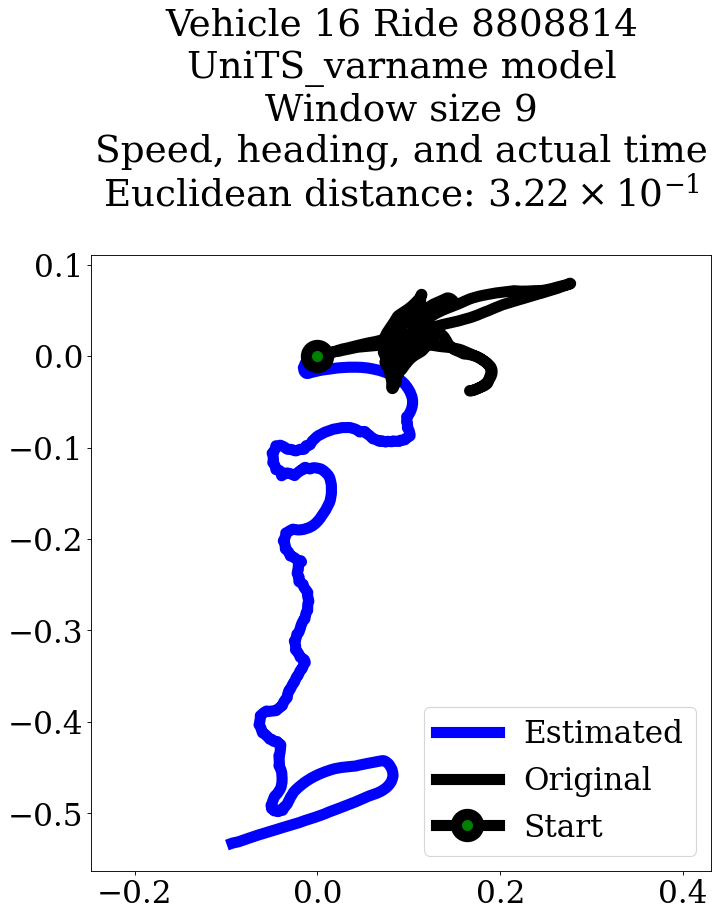 Vehicle 16 Ride 8808814
UniTS_varname model
Window size 9
Speed, heading, and actual time
Euclidean distance: 3.22 × 10⁻¹
0.1
0.0
−0.1
−0.2
−0.3
−0.4
−0.5
Estimated
Original
Start
−0.2 0.0 0.2 0.4